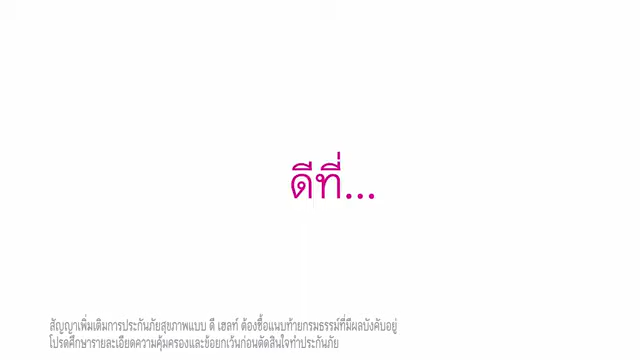 ดีที่...
สัญญาเพิ่มเติมการประกันภัยสุขภาพแบบ ดี เฮลท์ ต้องซื้อแนบท้ายกรมธรรม์ที่มีผลบังคับอยู่
โปรดศึกษารายละเอียดความคุ้มครองและข้อยกเว้นก่อนตัดสินใจทำประกันภัย